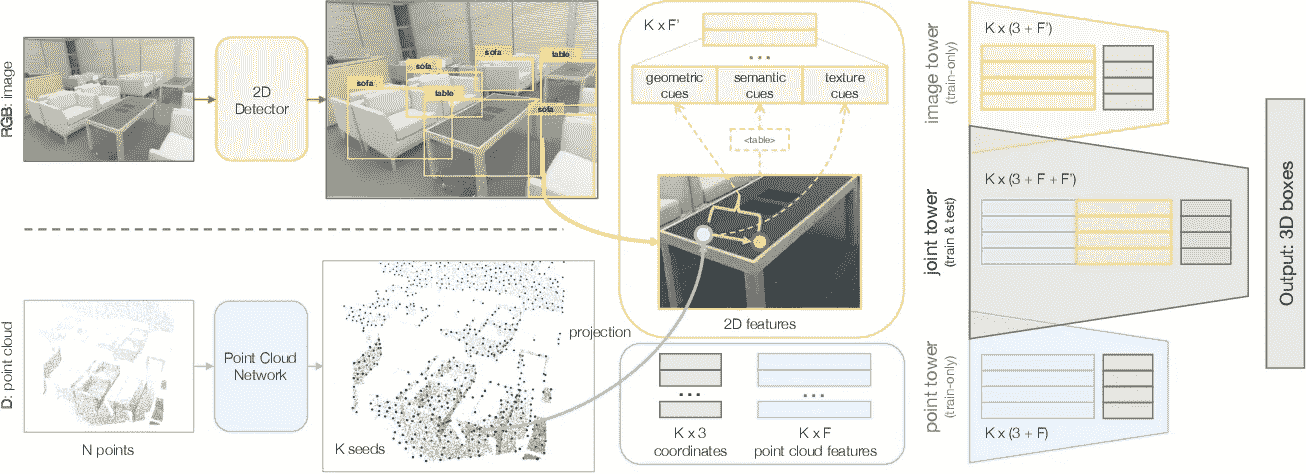 RGB: image
2D
Detector
sofa
sofa
sofa
table
table
sofa
K x F'
...
geometric
cues
semantic
cues
texture
cues
<table>
2D features
D: point cloud
N points
Point Cloud
Network
K seeds
projection
...
K x 3
coordinates
...
K x F
point cloud features
image tower
(train-only)
K x (3 + F')
joint tower
(train & test)
K x (3 + F + F')
point tower
(train-only)
K x (3 + F)
Output: 3D boxes